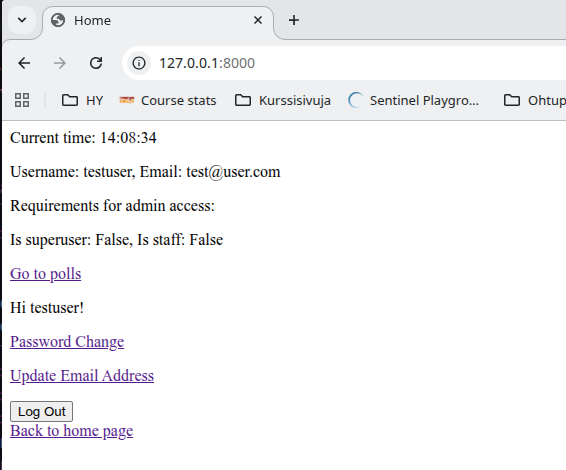 Home
127.0.0.1:8000
HY Course stats Kurssisivuja Sentinel Playgro... Ohtup
Current time: 14:08:34
Username: testuser, Email: test@user.com
Requirements for admin access:
Is superuser: False, Is staff: False
Go to polls
Hi testuser!
Password Change
Update Email Address
Log Out
Back to home page